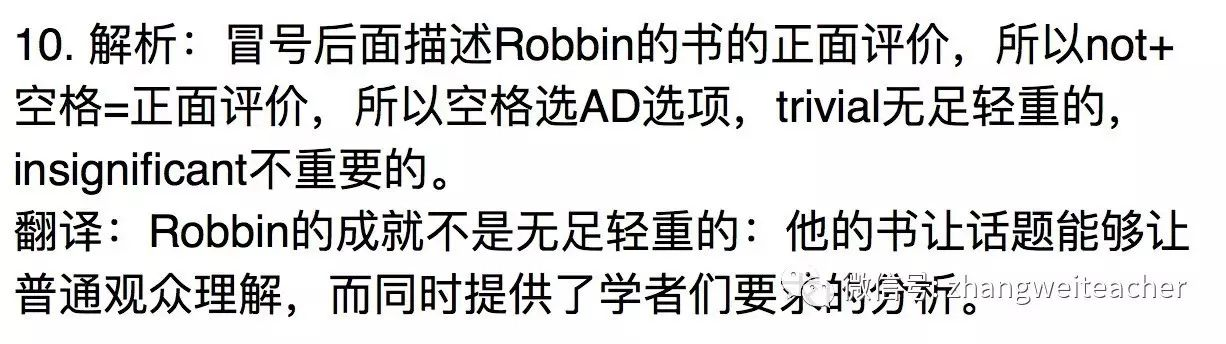 10. 解析：冒号后面描述Robbin的书的正面评价，所以not+
空格=正面评价，所以空格选AD选项，trivial无足轻重的，
insignificant不重要的。
翻译：Robbin的成就不是无足轻重的：他的书让话题能够让
普通观众理解，而同时提供了学者们要求的分析。
微信号: zhangweiteacher